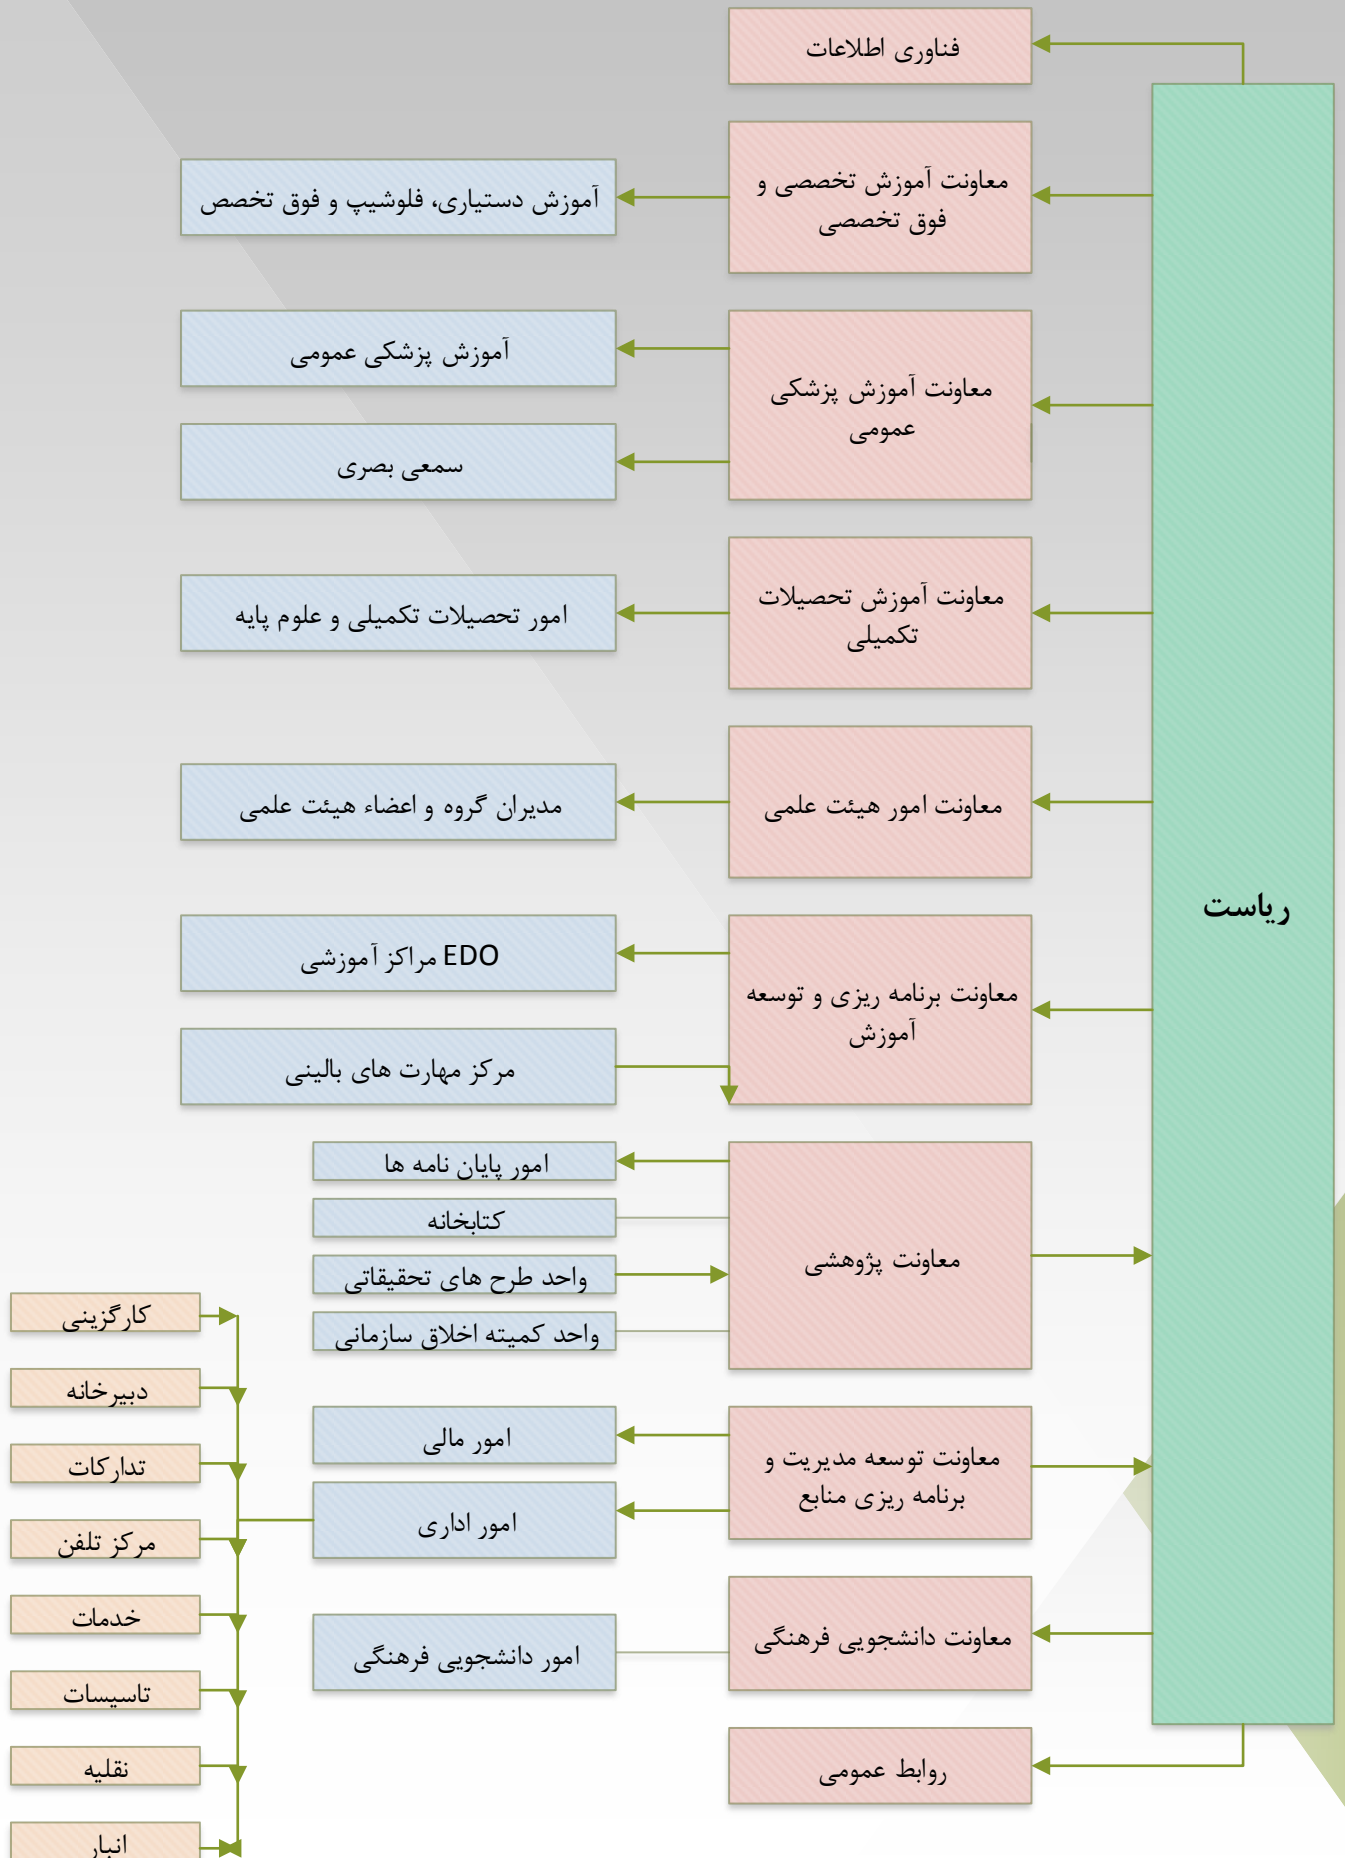 ریاست
فناوری اطلاعات
معاونت آموزش تخصصی و
فوق تخصصی
آموزش دستیاری، فلوشیپ و فوق تخصص
معاونت آموزش پزشکی
عمومی
آموزش پزشکی عمومی
سمعی بصری
معاونت آموزش تحصیلات
تکمیلی
امور تحصیلات تکمیلی و علوم پایه
معاونت امور هیئت علمی
مدیران گروه و اعضاء هیئت علمی
معاونت برنامه ریزی و توسعه
آموزش
EDO مراکز آموزشی
مرکز مهارت های بالینی
معاونت پژوهشی
امور پایان نامه ها
کتابخانه
واحد طرح های تحقیقاتی
واحد کمیته اخلاق سازمانی
معاونت توسعه مدیریت و
برنامه ریزی منابع
امور مالی
امور اداری
کارگزینی
دبیرخانه
تدارکات
مرکز تلفن
خدمات
تاسیسات
نقلیه
انبار
معاونت دانشجویی فرهنگی
امور دانشجویی فرهنگی
روابط عمومی